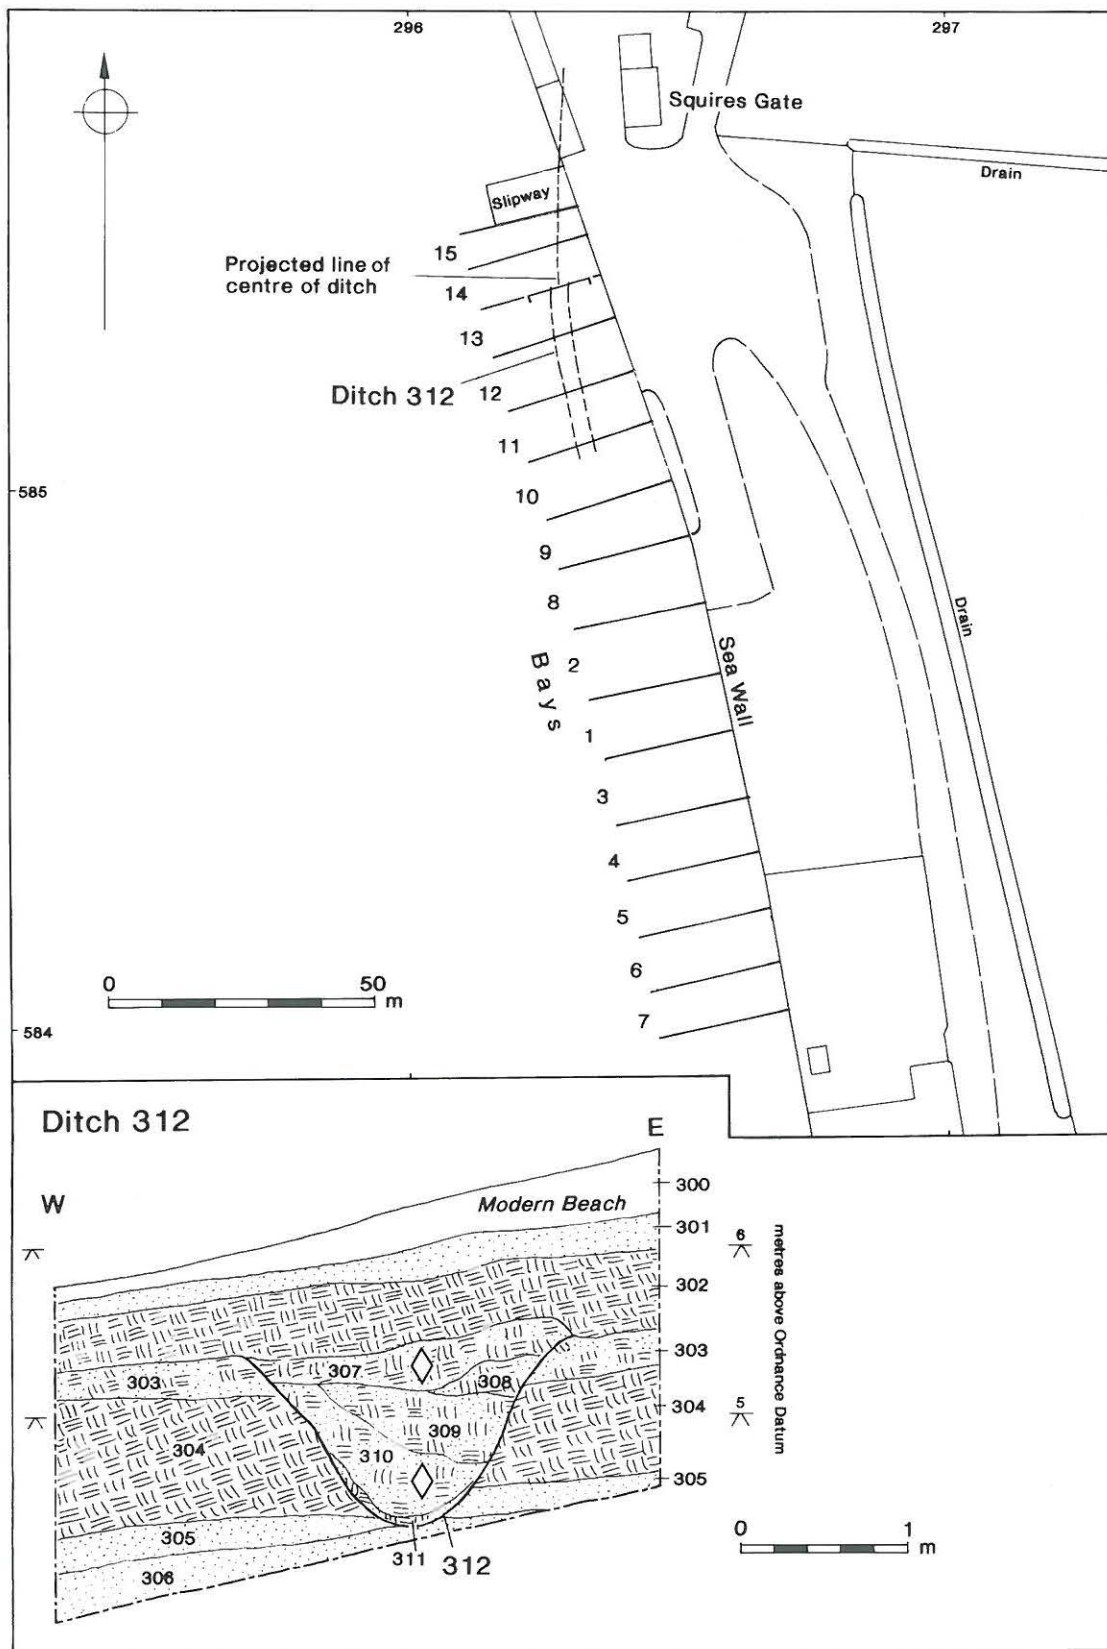 296
297
Squires Gate
Drain
Slipway
15
Projected line of
centre of ditch
14
13
Ditch 312
12
11
585
10
9
8
2
Bays
Sea Wall
Drain
1
3
4
5
6
7
0 50
m
584
Ditch 312
E
W
Modern Beach
300
301
6
metres above Ordnance Datum
302
303
307
303
308
304
5
309
304
310
305
305
0 1
m
311
312
306